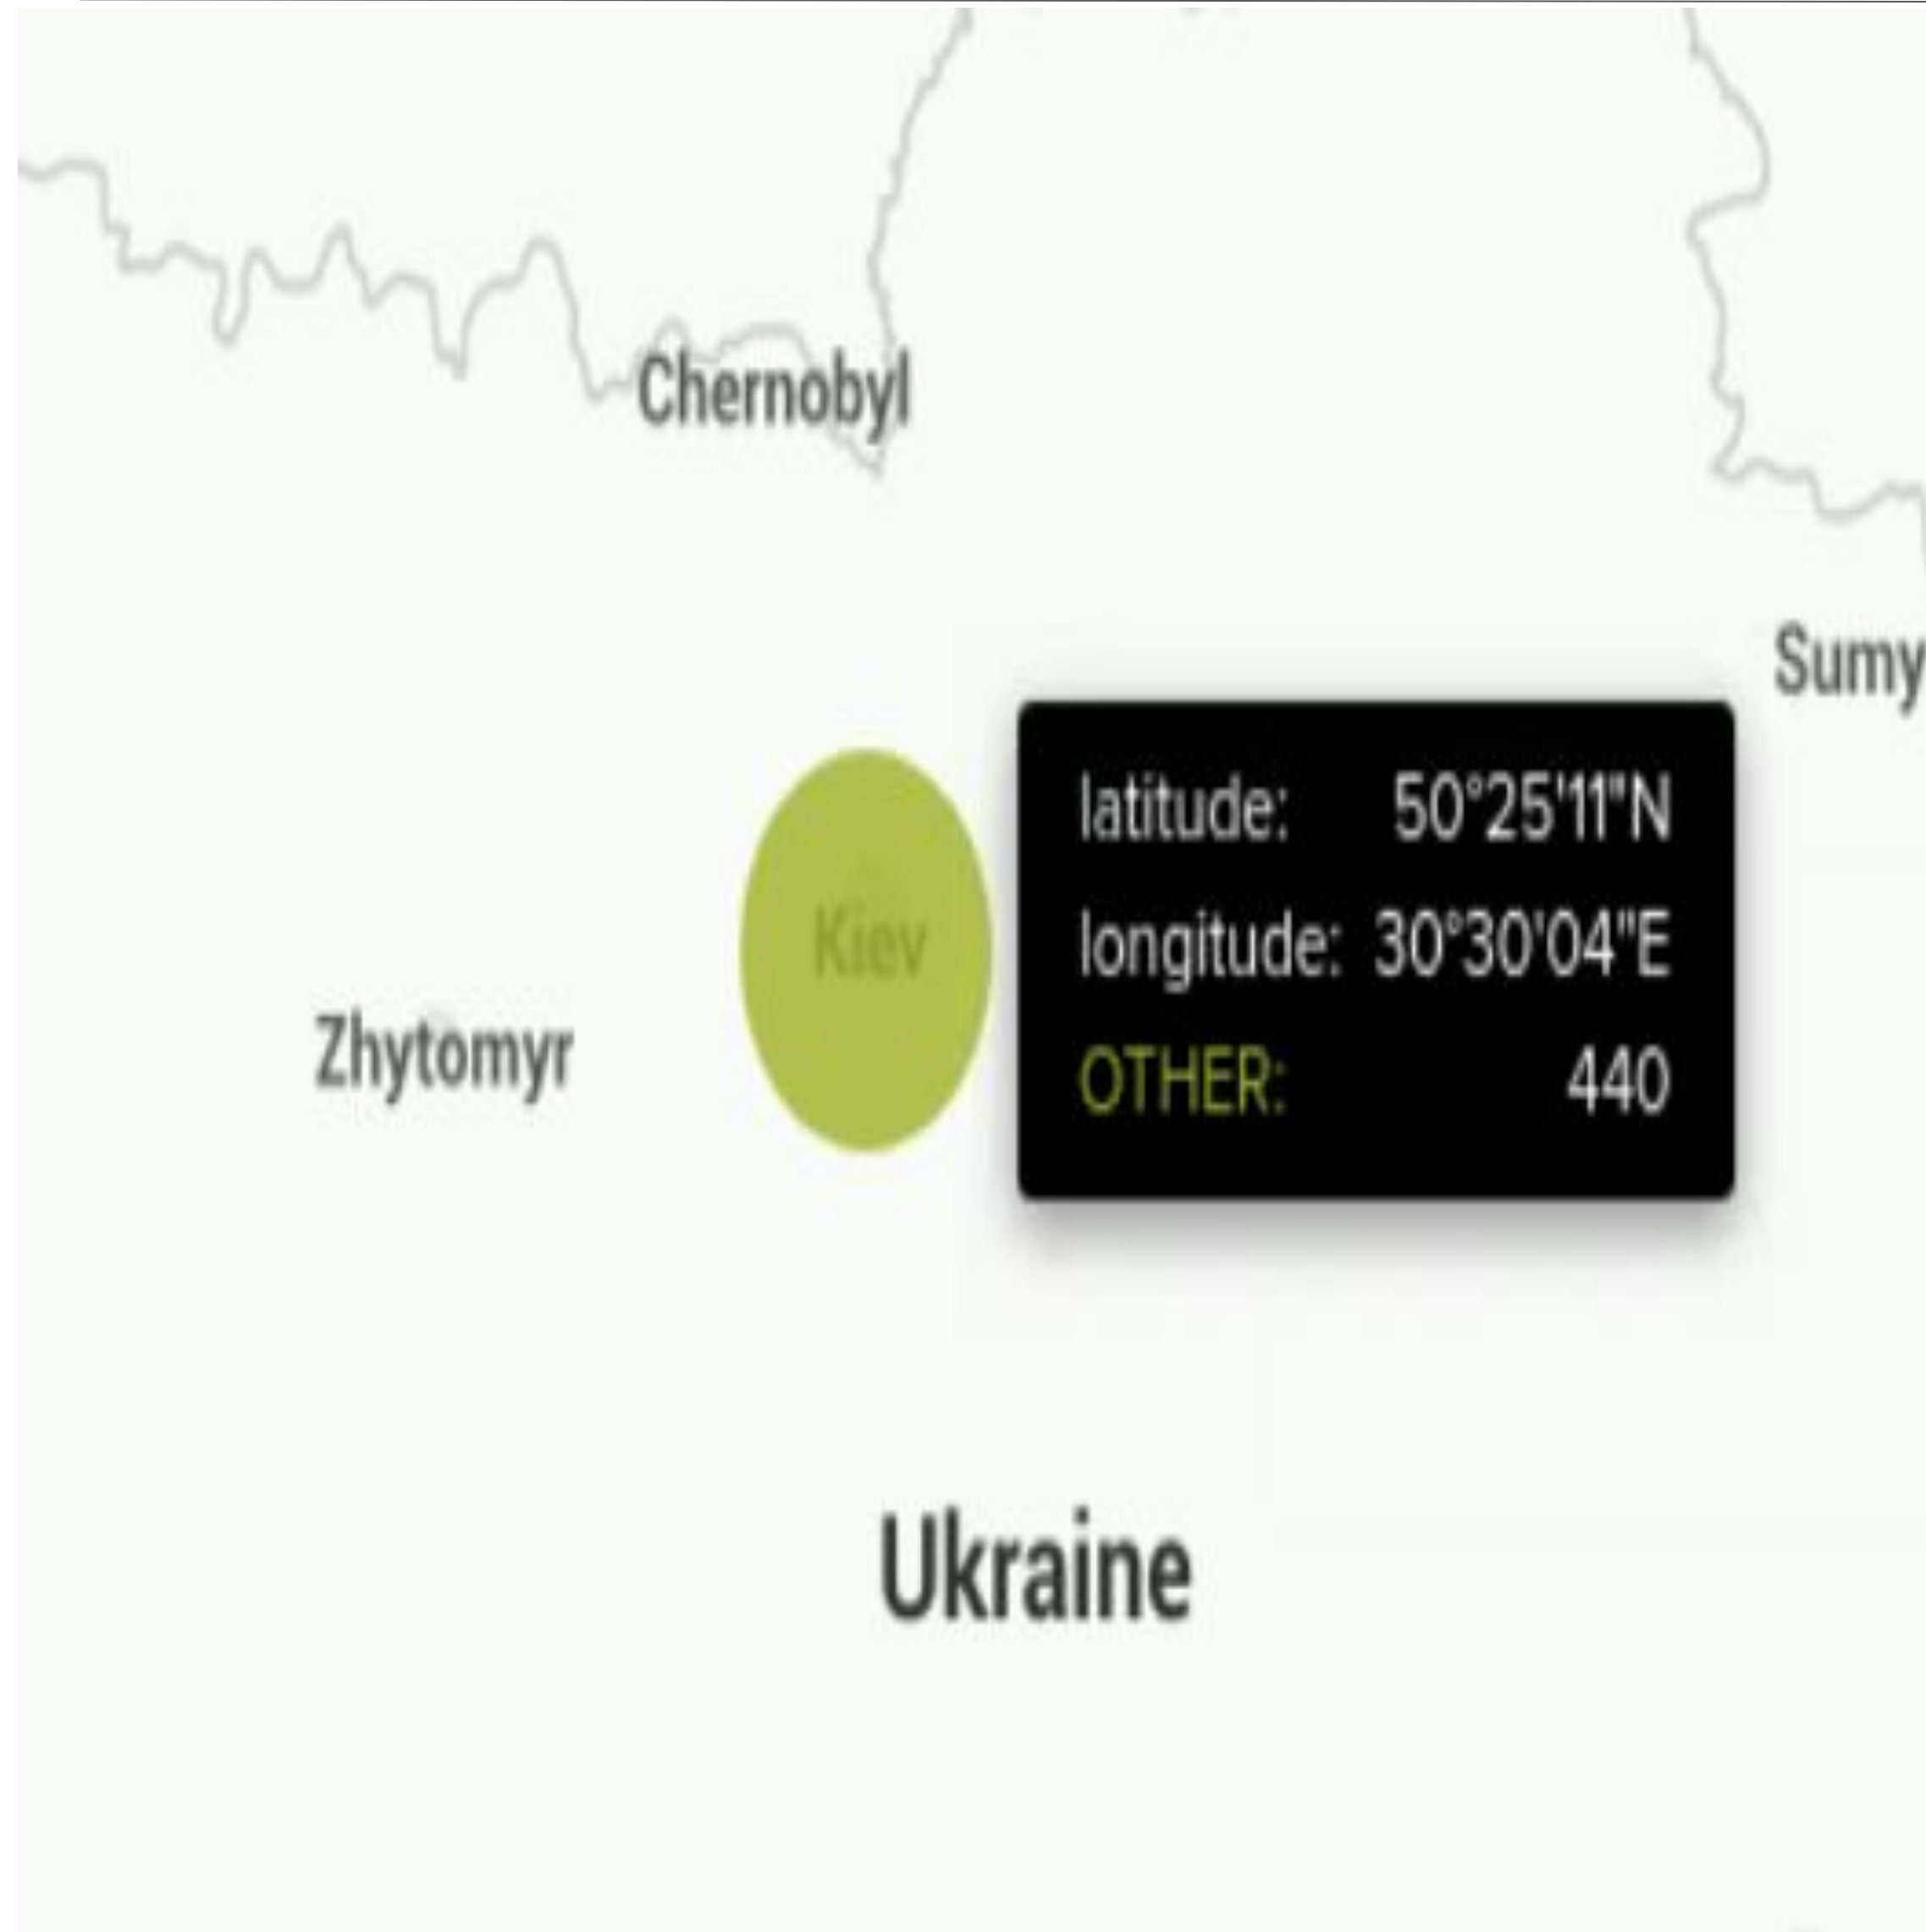 Chernobyl
Sumy
latitude: 50°25'11"N
longitude: 30°30'04"E
OTHER: 440
Kiev
Zhytomyr
Ukraine